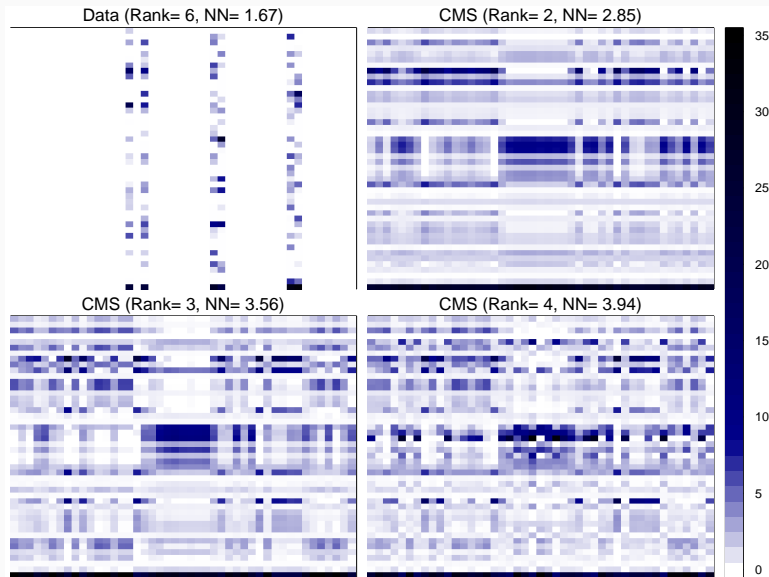 Data (Rank= 6, NN= 1.67)
CMS (Rank= 2, NN= 2.85)
CMS (Rank= 3, NN= 3.56)
CMS (Rank= 4, NN= 3.94)
35
30
25
20
15
10
5
0